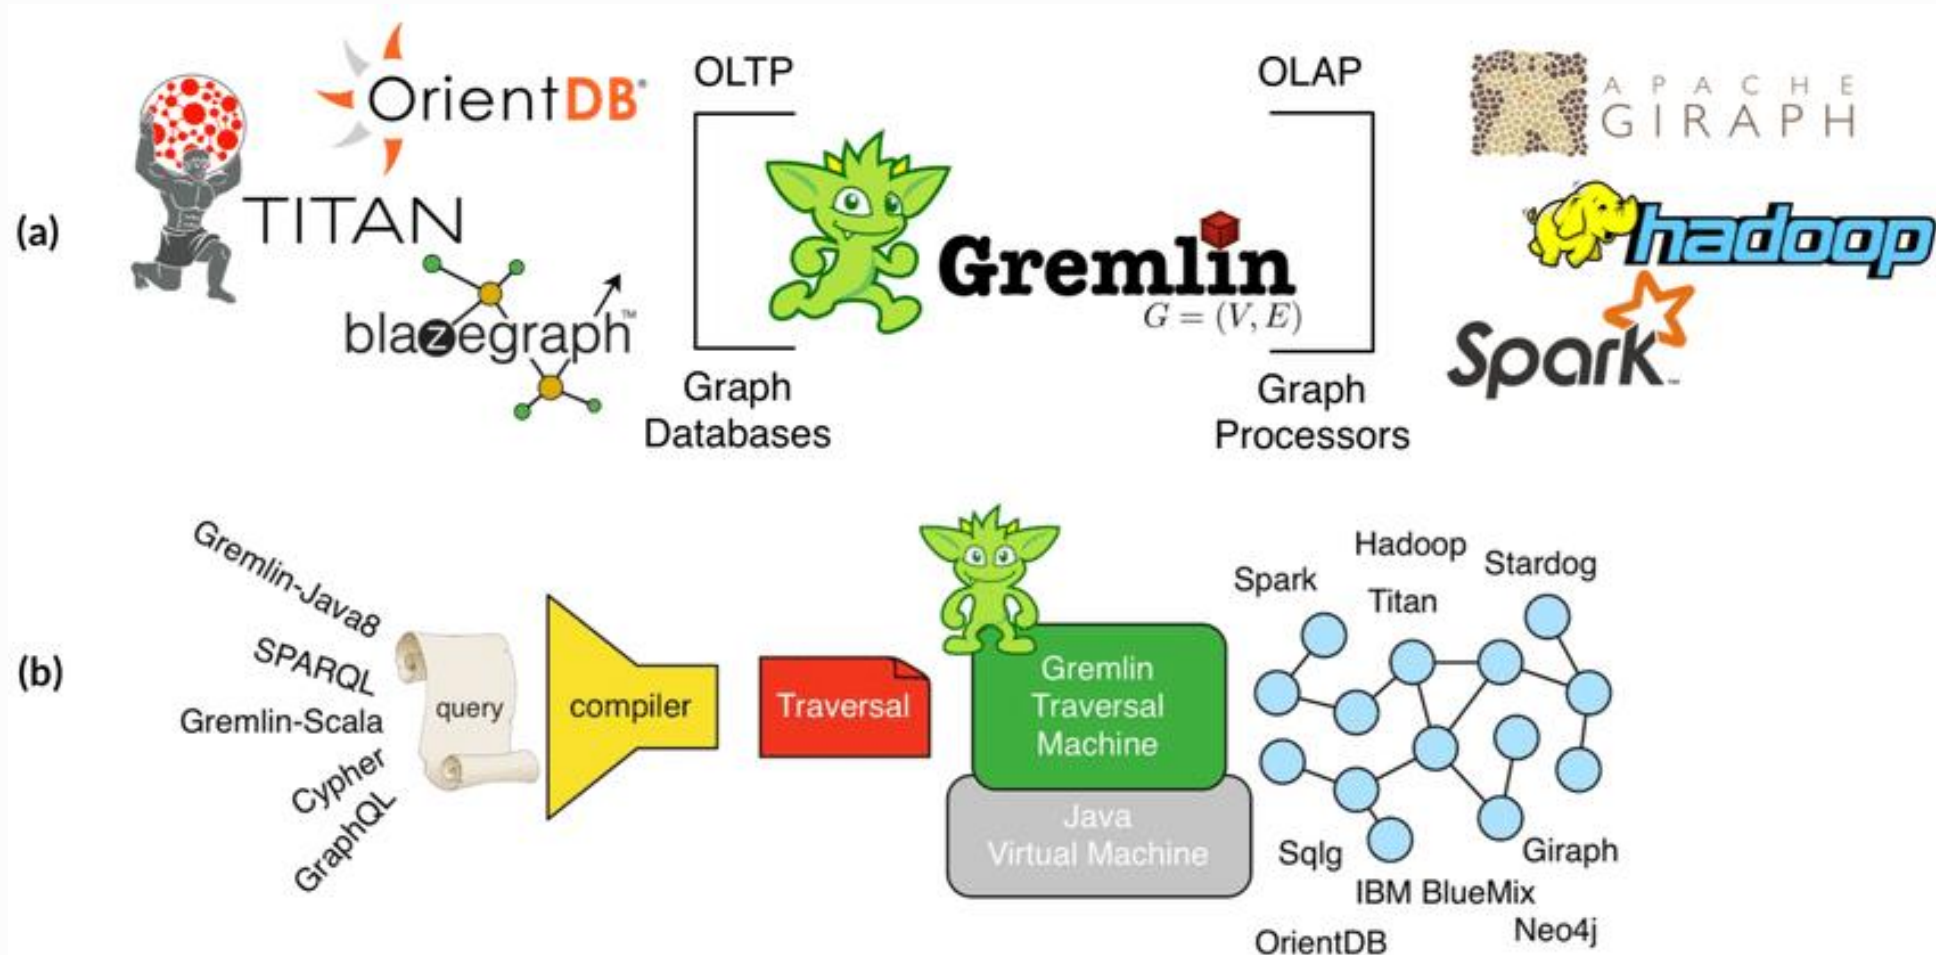 (a)
OrientDB®
TITAN
blazegraph™
OLTP
Graph
Databases
Gremlin
G = (V, E)
OLAP
Graph
Processors
APACHE
GIRAPH
hadoop
Spark™
(b)
Gremlin-Java8
SPARQL
Gremlin-Scala
Cypher
GraphQL
query
compiler
Traversal
Gremlin
Traversal
Machine
Java
Virtual Machine
Hadoop
Stardog
Spark
Titan
Sqlg
Giraph
IBM BlueMix
Neo4j
OrientDB